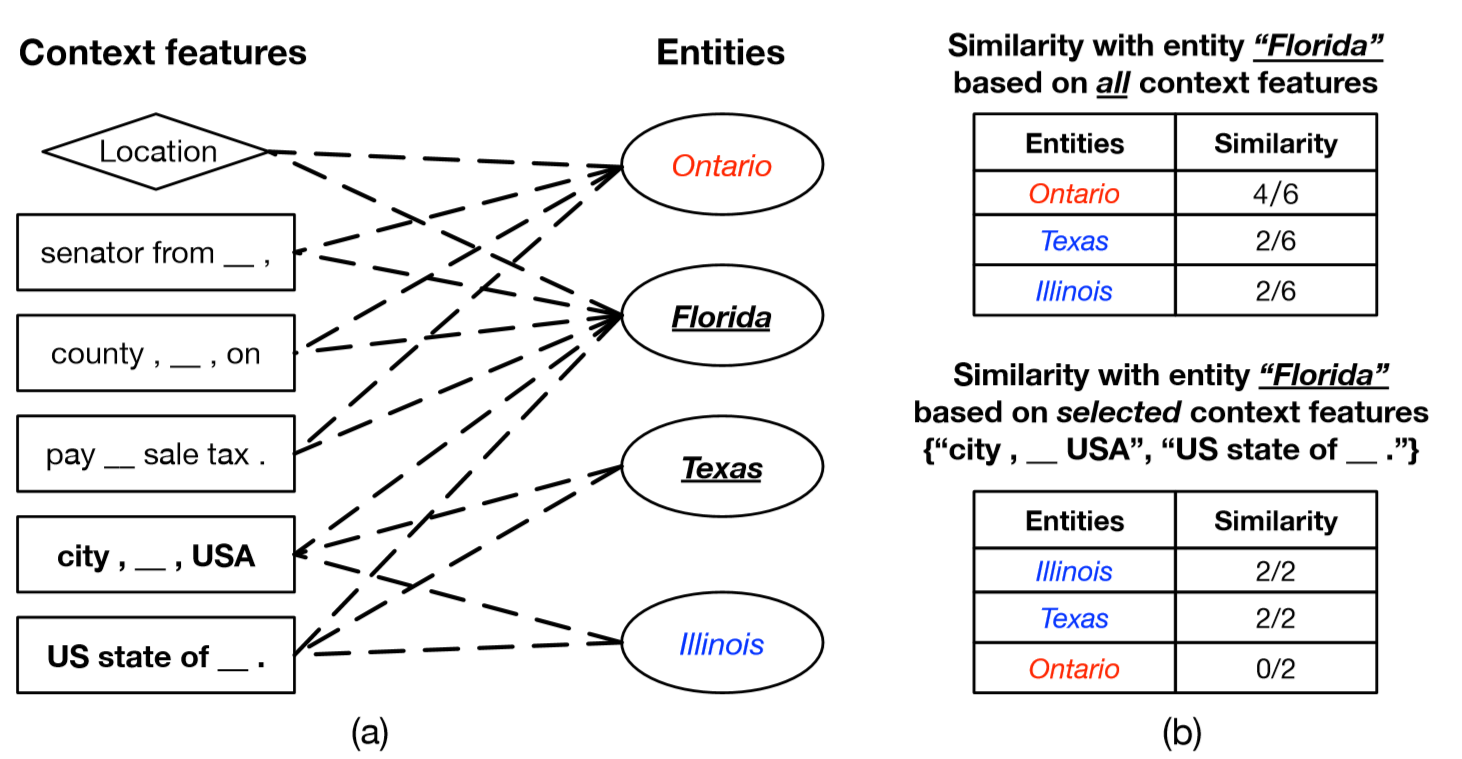 Context features
Entities
Location
senator from __ ,
county , __ , on
pay __ sale tax .
city , __ , USA
US state of __ .
Ontario
Florida
Texas
Illinois
(a)
Similarity with entity “Florida”
based on all context features
Entities Similarity
Ontario 4/6
Texas 2/6
Illinois 2/6
Similarity with entity “Florida”
based on selected context features
{“city , __ USA”, “US state of __ .”}
Entities Similarity
Illinois 2/2
Texas 2/2
Ontario 0/2
(b)